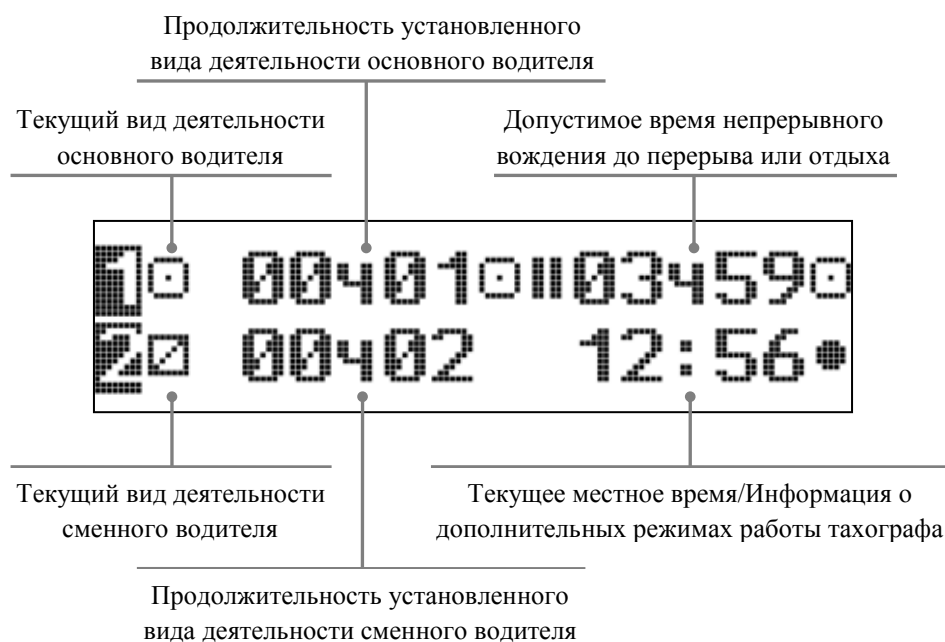 Продолжительность установленного
вида деятельности основного водителя
Текущий вид деятельности
основного водителя
Допустимое время непрерывного
вождения до перерыва или отдыха
1 00ч01 03ч59
2 00ч02 12:56
Текущий вид деятельности
сменного водителя
Текущее местное время/Информация о
дополнительных режимах работы тахографа
Продолжительность установленного
вида деятельности сменного водителя